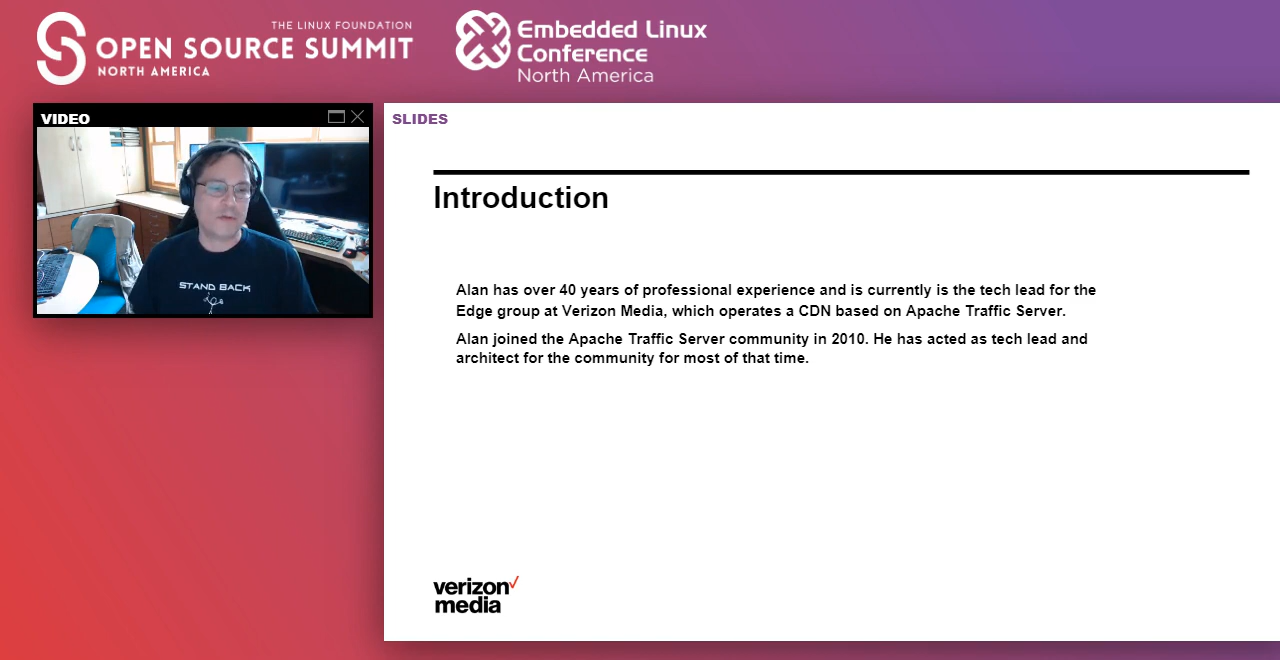 THE LINUX FOUNDATION
OPEN SOURCE SUMMIT
NORTH AMERICA
Embedded Linux
Conference
North America
VIDEO
STAND BACK
SLIDES
Introduction
Alan has over 40 years of professional experience and is currently is the tech lead for the
Edge group at Verizon Media, which operates a CDN based on Apache Traffic Server.
Alan joined the Apache Traffic Server community in 2010. He has acted as tech lead and
architect for the community for most of that time.
verizon✓
media